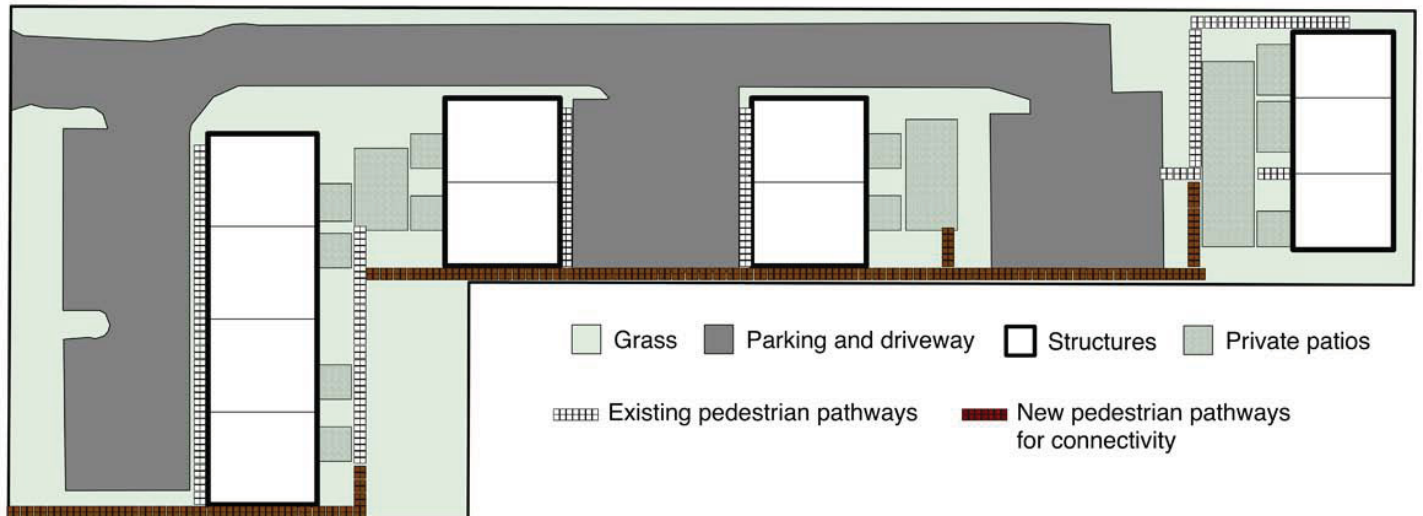 Grass
Parking and driveway
Structures
Private patios
Existing pedestrian pathways
New pedestrian pathways
for connectivity